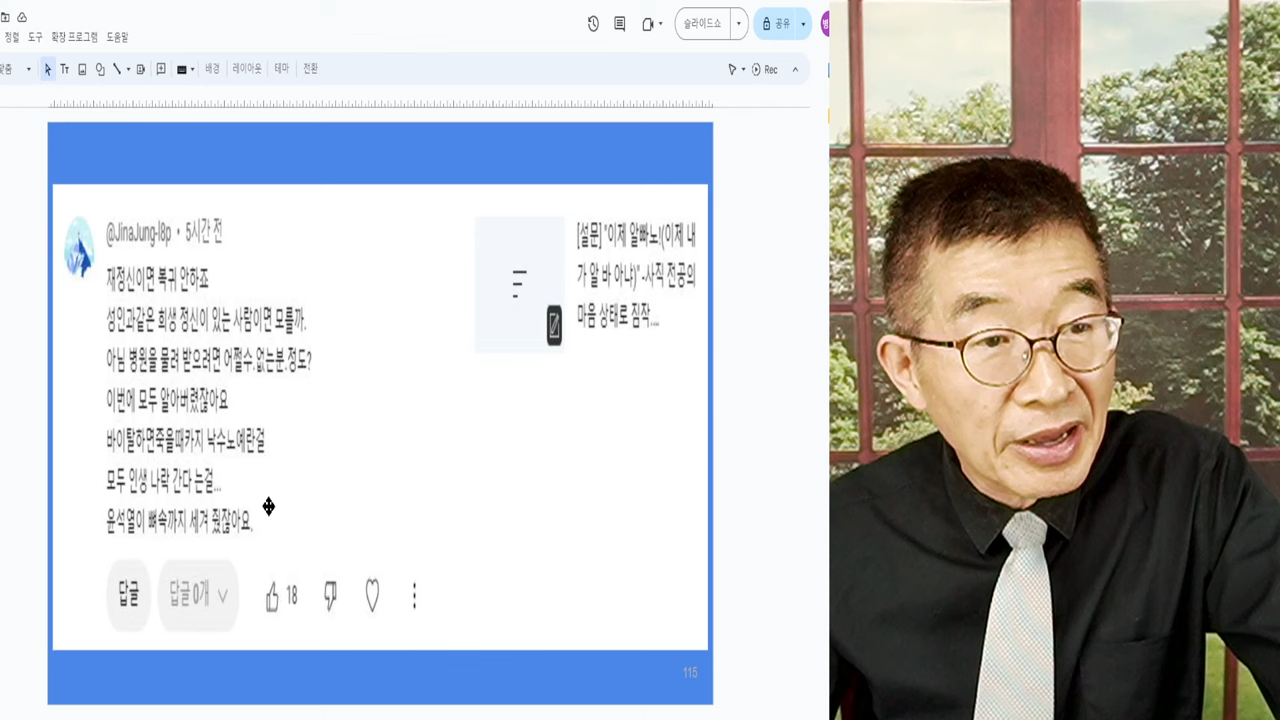 정렬 도구 확장 프로그램 도움말
슬라이드쇼
공유
맞춤
배경 레이아웃 테마 전환
Rec
@JinaJung-l8p • 5시간 전
재정신이면 복귀 안하죠
성인과같은 희생 정신이 있는 사람이면 모를까.
아님 병원을 물려 받으려면 어쩔수.없는분.정도?
이번에 모두 알아버렸잖아요
바이탈하면죽을때카지 낙수노예란걸
모두 인생 나락 간다 는걸...
윤석열이 뼈속까지 세겨 줬잖아요.
답글 답글 0개 18
[설문] "이제 알빠노!(이제 내
가 알 바 아냐)" -사직 전공의
마음 상태로 짐작...
115